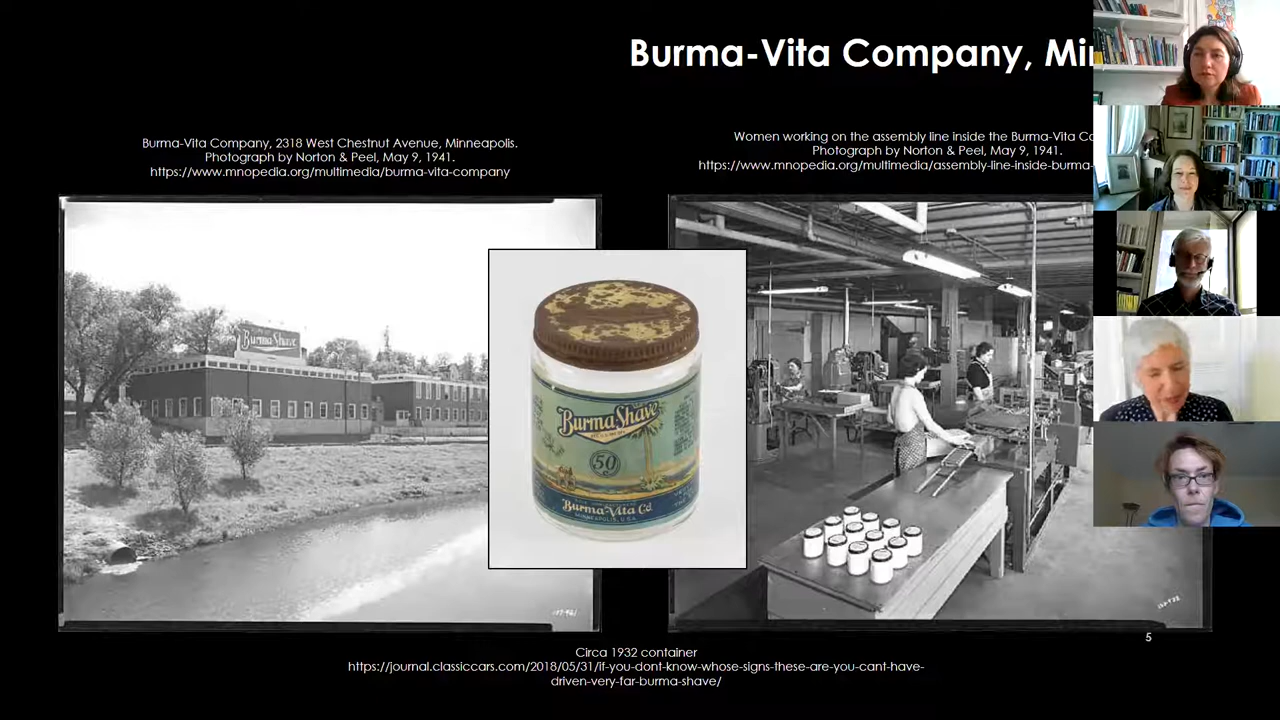 Burma-Vita Company, Min
Burma-Vita Company, 2318 West Chestnut Avenue, Minneapolis.
Photograph by Norton & Peel, May 9, 1941.
https://www.mnopedia.org/multimedia/burma-vita-company
Women working on the assembly line inside the Burma-Vita Co
Photograph by Norton & Peel, May 9, 1941.
https://www.mnopedia.org/multimedia/assembly-line-inside-burma-
Burma-Shave
Burma Shave
50
Burma-Vita Co
MINNEAPOLIS, U.S.A.
5
Circa 1932 container
https://journal.classiccars.com/2018/05/31/if-you-dont-know-whose-signs-these-are-you-cant-have-
driven-very-far-burma-shave/